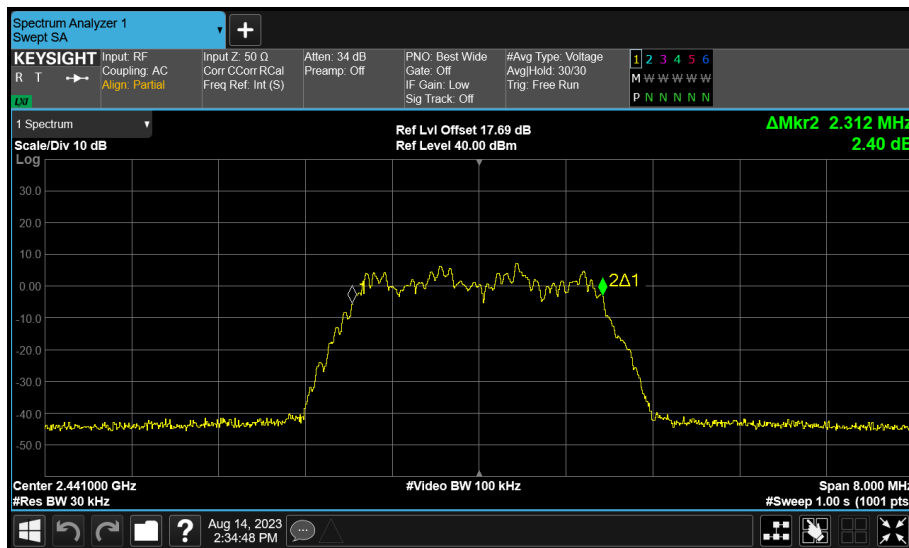 Spectrum Analyzer 1
Swept SA
KEYSIGHT
R T
LXI
Input: RF
Coupling: AC
Align: Partial
Input Z: 50 Ω
Corr CCorr RCal
Freq Ref: Int (S)
Atten: 34 dB
Preamp: Off
PNO: Best Wide
Gate: Off
IF Gain: Low
Sig Track: Off
#Avg Type: Voltage
Avg|Hold: 30/30
Trig: Free Run
1 2 3 4 5 6
M W W W W W
P N N N N N
1 Spectrum
Scale/Div 10 dB
Ref Lvl Offset 17.69 dB
Ref Level 40.00 dBm
ΔMkr2 2.312 MHz
2.40 dB
Log
30.0
20.0
10.0
0.00
-10.0
-20.0
-30.0
-40.0
-50.0
1
2Δ1
Center 2.441000 GHz
#Res BW 30 kHz
#Video BW 100 kHz
Span 8.000 MHz
#Sweep 1.00 s (1001 pts
Aug 14, 2023
2:34:48 PM